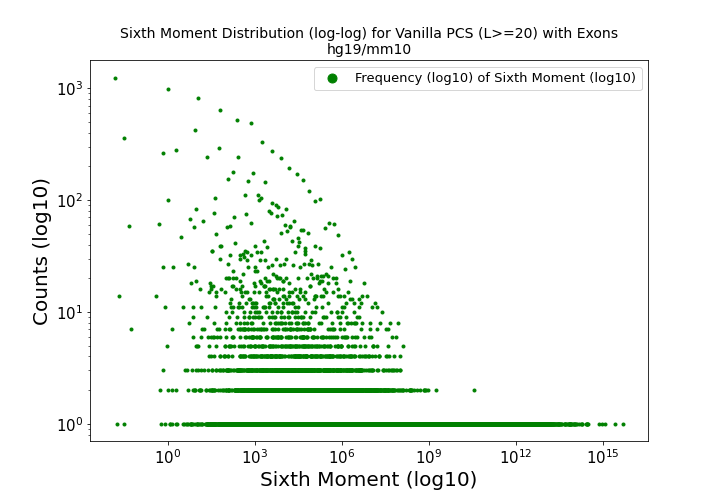 Sixth Moment Distribution (log-log) for Vanilla PCS (L>=20) with Exons
hg19/mm10
Frequency (log10) of Sixth Moment (log10)
Counts (log10)
10³
10²
10¹
10⁰
10⁰ 10³ 10⁶ 10⁹ 10¹² 10¹⁵
Sixth Moment (log10)